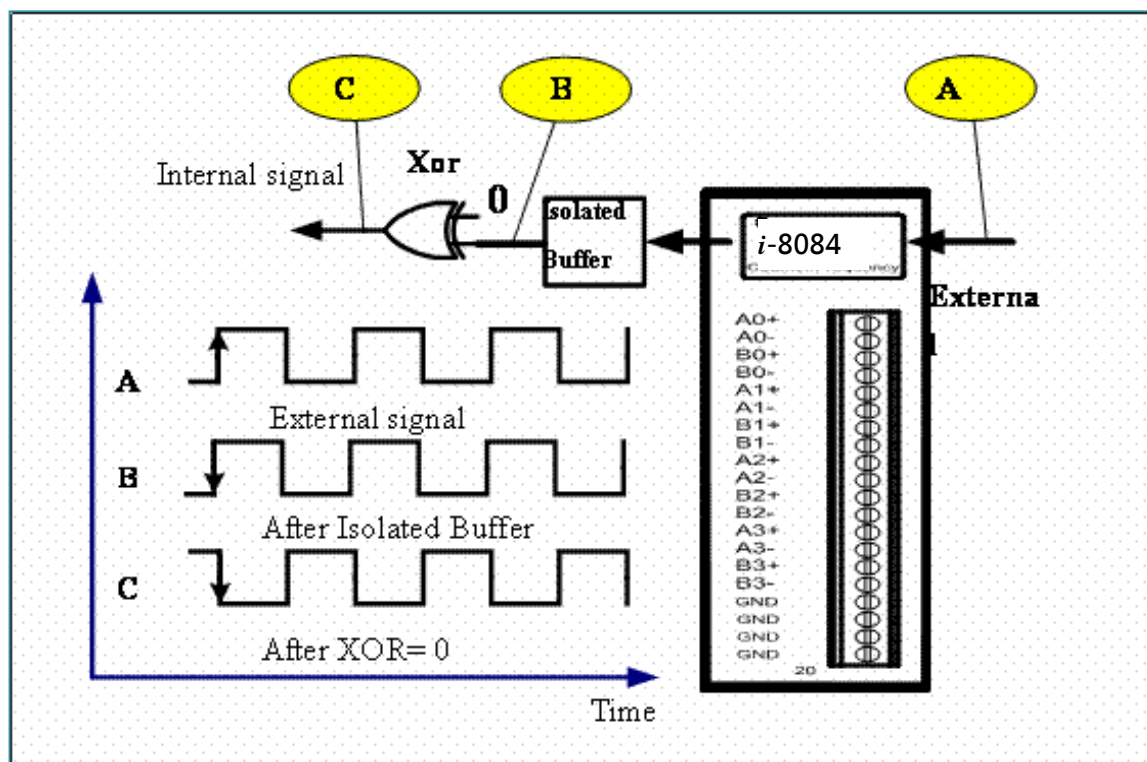 C
B
A
Xor
Internal signal
0
Isolated
Buffer
i-8084
Externa
l
A0+
A0-
B0+
B0-
A1+
A1-
B1+
B1-
A2+
A2-
B2+
B2-
A3+
A3-
B3+
B3-
GND
GND
GND
GND
20
A
External signal
B
After Isolated Buffer
C
After XOR= 0
Time